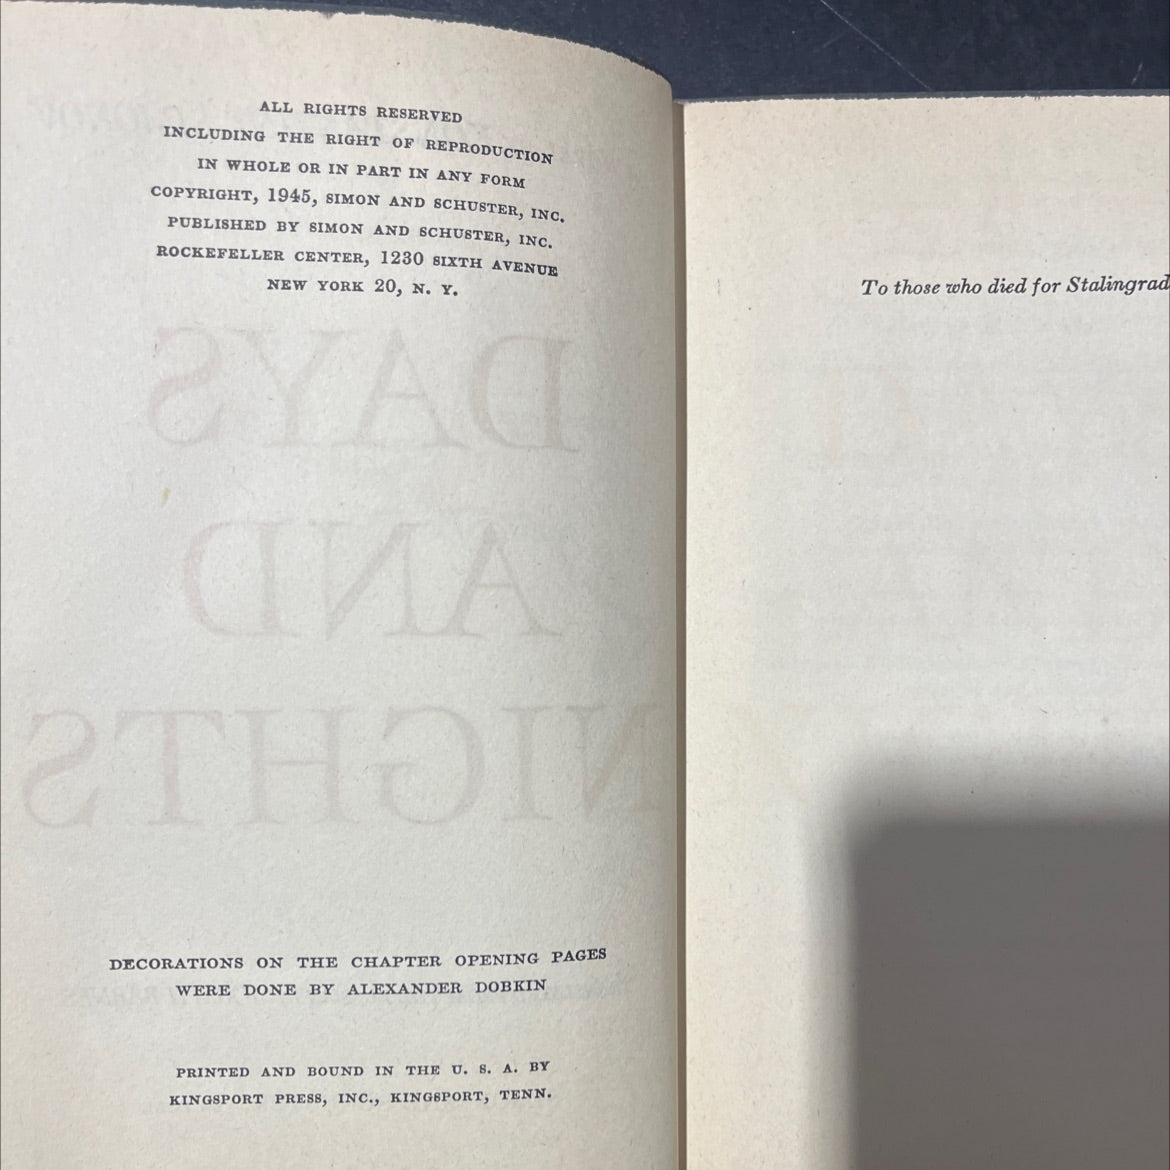 ALL RIGHTS RESERVED
INCLUDING THE RIGHT OF REPRODUCTION
IN WHOLE OR IN PART IN ANY FORM
COPYRIGHT, 1945, SIMON AND SCHUSTER, INC.
PUBLISHED BY SIMON AND SCHUSTER, INC.
ROCKEFELLER CENTER, 1230 SIXTH AVENUE
NEW YORK 20, N. Y.
DAYS
AND
NIGHTS
DECORATIONS ON THE CHAPTER OPENING PAGES
WERE DONE BY ALEXANDER DOBKIN
PRINTED AND BOUND IN THE U. S. A. BY
KINGSPORT PRESS, INC., KINGSPORT, TENN.
To those who died for Stalingrad